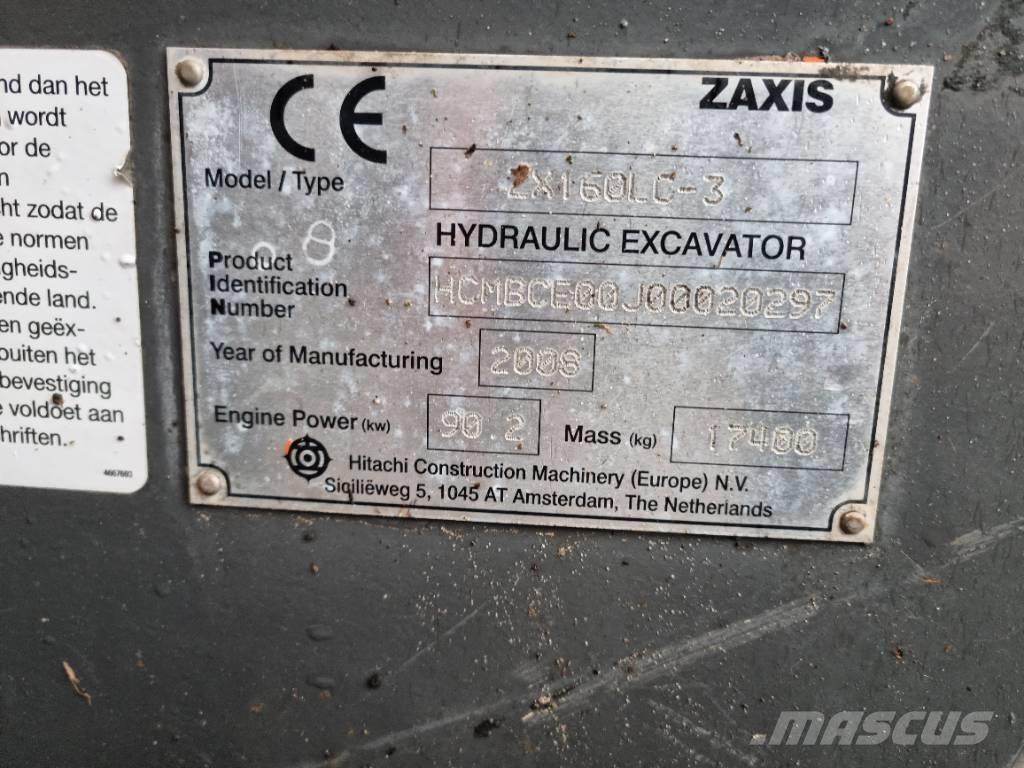 nd dan het
wordt
or de
n
ht zodat de
e normen
gheids-
ende land.
en geëx-
ouiten het
bevestiging
e voldoet aan
hriften.
4667693
CE
ZAXIS
Model / Type
ZX160LC-3
HYDRAULIC EXCAVATOR
Product
Identification
Number
HCMBCE00J00020297
Year of Manufacturing
2008
Engine Power (kw)
90.2
Mass (kg)
17400
Hitachi Construction Machinery (Europe) N.V.
Siciliëweg 5, 1045 AT Amsterdam, The Netherlands
MASCUS